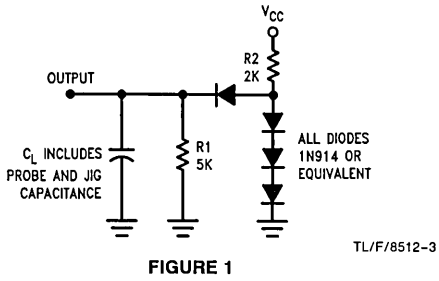 VCC
R2
2K
OUTPUT
CL INCLUDES
PROBE AND JIG
CAPACITANCE
R1
5K
ALL DIODES
1N914 OR
EQUIVALENT
TL/F/8512-3
FIGURE 1